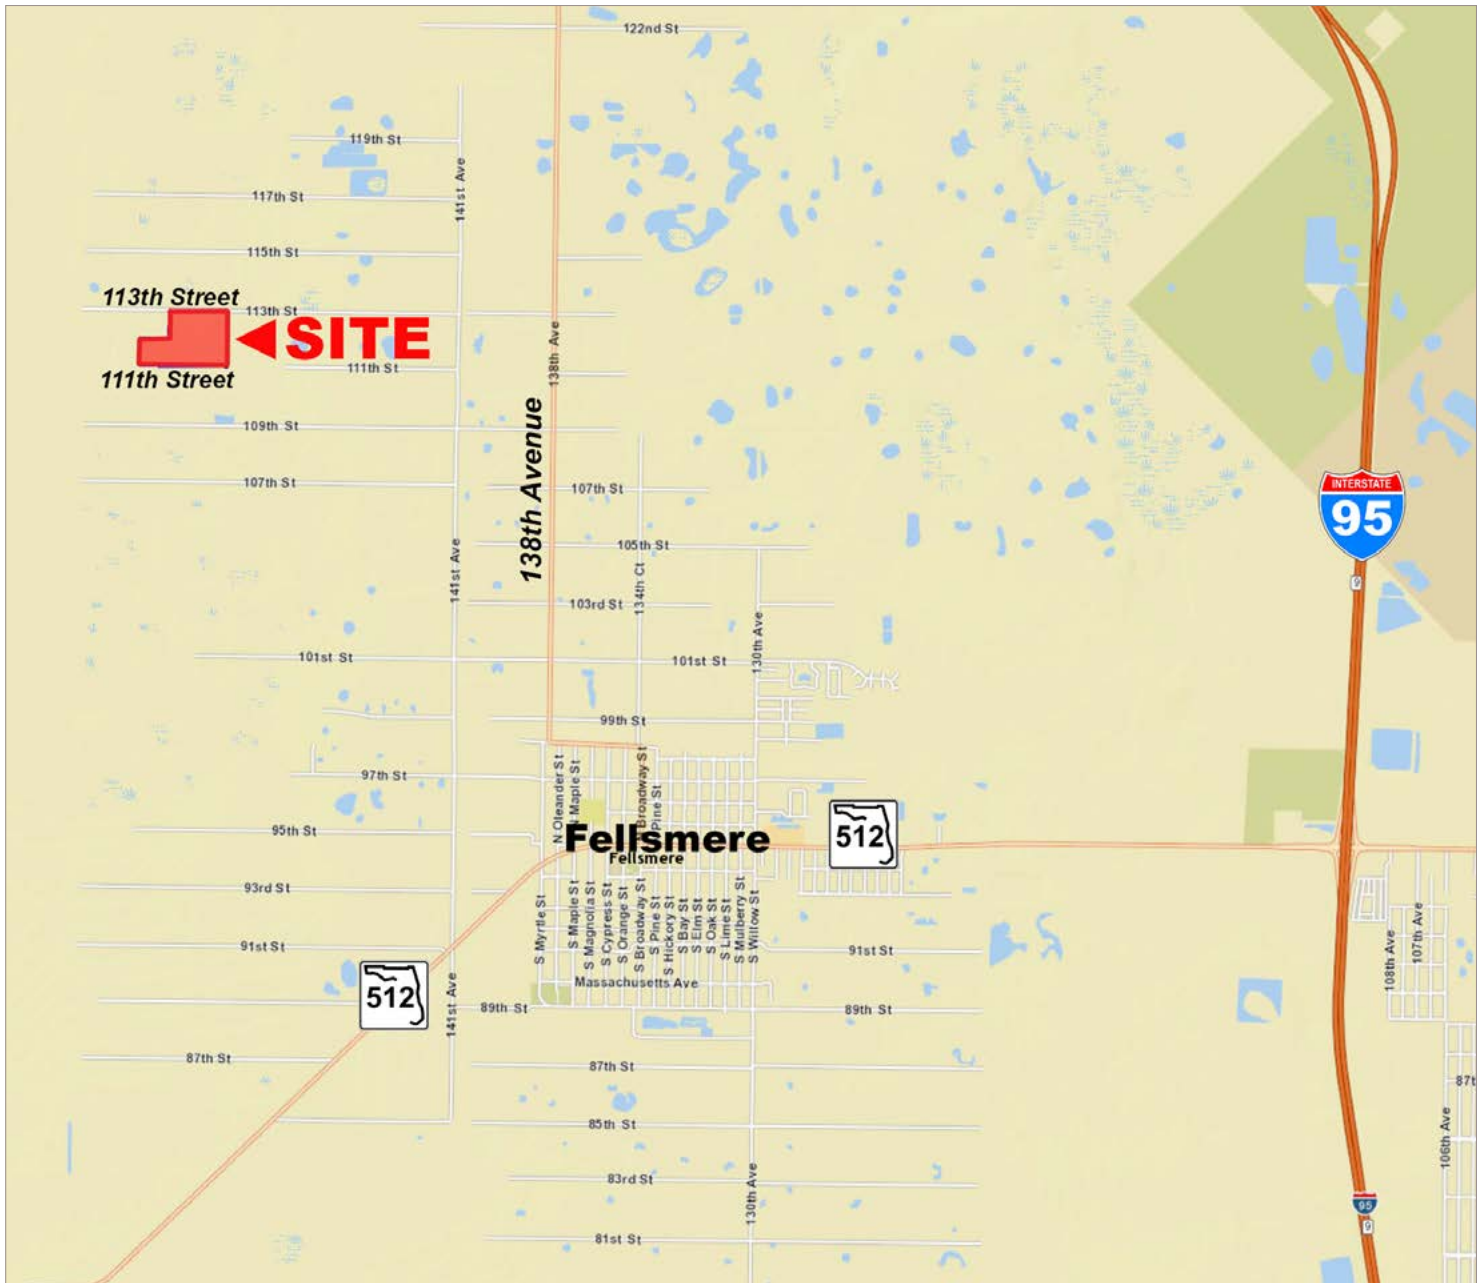 122nd St
119th St
141st Ave
117th St
115th St
113th Street
113th St
SITE
138th Ave
111th St
111th Street
109th St
138th Avenue
107th St
107th St
INTERSTATE
95
105th St
141st Ave
134th Ct
9
103rd St
130th Ave
101st St
101st St
99th St
N Oleander St
N Maple St
N Broadway St
Pine St
97th St
95th St
Fellsmere
512
Fellsmere
93rd St
S Myrtle St
S Maple St
S Magnolia St
S Cypress St
S Orange St
S Broadway St
S Pine St
S Hickory St
S Bay St
S Elm St
S Oak St
S Lime St
S Mulberry St
S Willow St
91st St
91st St
108th Ave
107th Ave
512
141st Ave
Massachusetts Ave
89th St
89th St
87th St
87th St
87t
85th St
106th Ave
83rd St
130th Ave
95
9
81st St